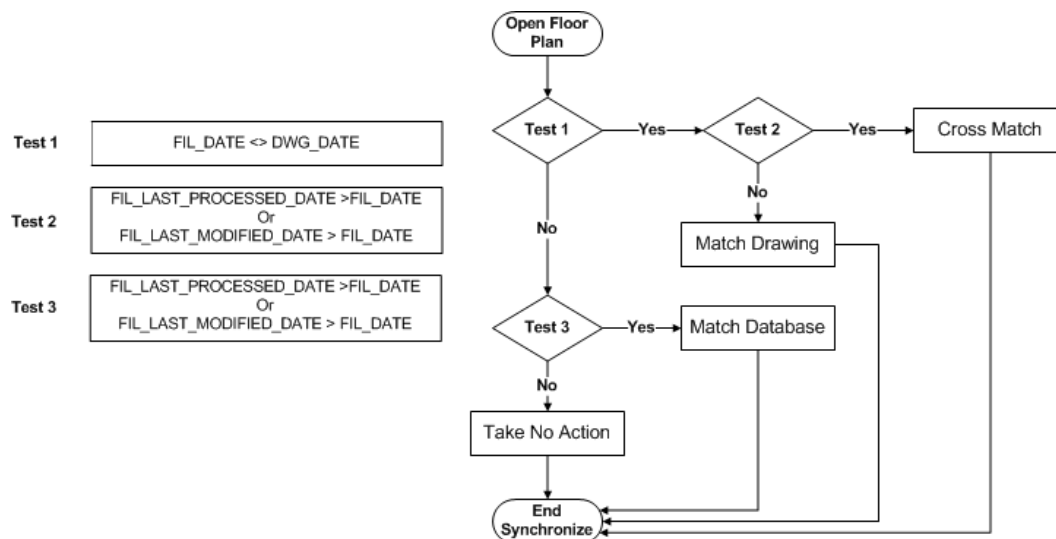 Open Floor
Plan
Test 1
FIL_DATE <> DWG_DATE
Test 1
Yes
Test 2
Yes
Cross Match
Test 2
FIL_LAST_PROCESSED_DATE >FIL_DATE
Or
FIL_LAST_MODIFIED_DATE > FIL_DATE
No
No
Match Drawing
Test 3
FIL_LAST_PROCESSED_DATE >FIL_DATE
Or
FIL_LAST_MODIFIED_DATE > FIL_DATE
Test 3
Yes
Match Database
No
Take No Action
End
Synchronize